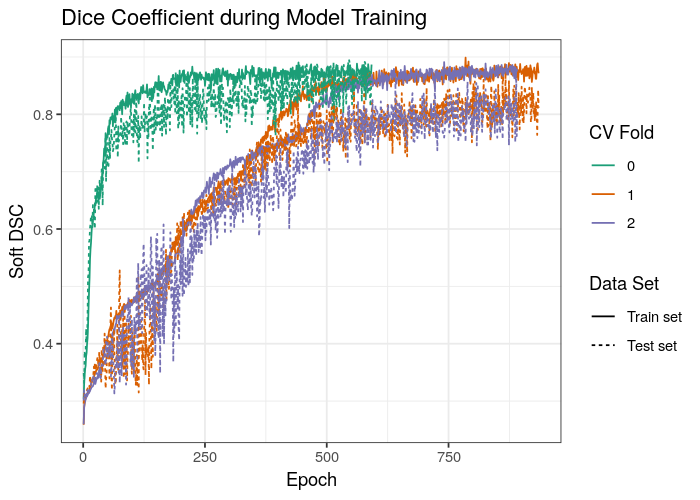 Dice Coefficient during Model Training
Soft DSC
0.8
0.6
0.4
0
250
500
750
Epoch
CV Fold
0
1
2
Data Set
Train set
Test set